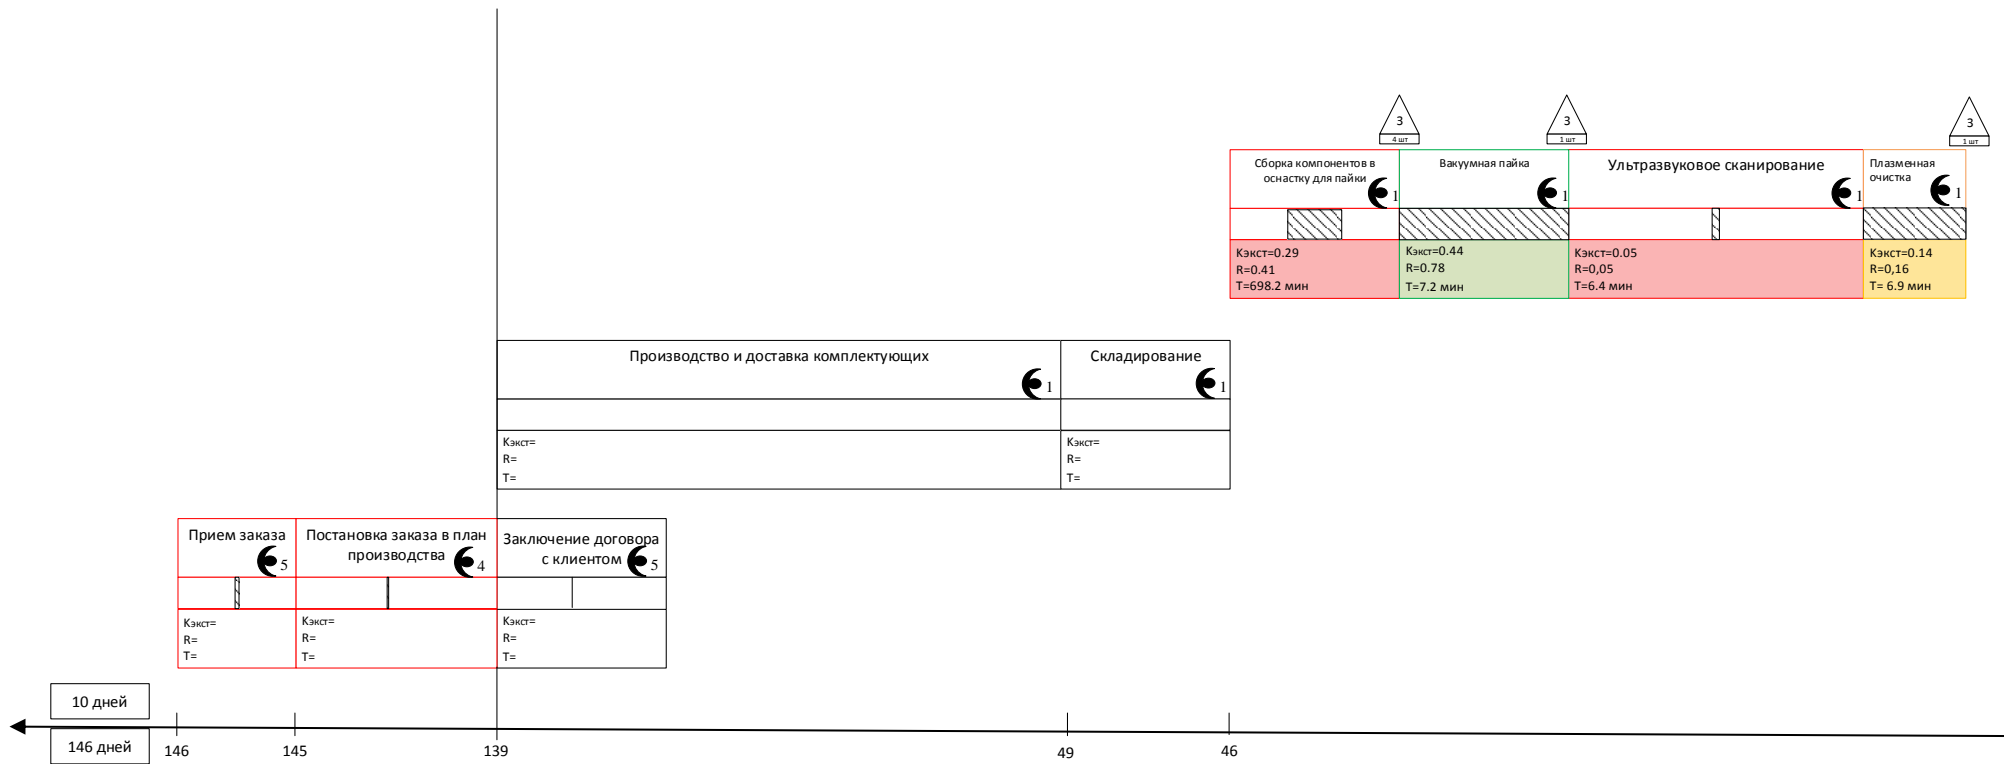 3
4 шт
3
1 шт
3
1 шт
Сборка компонентов в
оснастку для пайки
1
Вакуумная пайка
1
Ультразвуковое сканирование
1
Плазменная
очистка
1
Кэкст=0.29
R=0.41
T=698.2 мин
Кэкст=0.44
R=0.78
T=7.2 мин
Кэкст=0.05
R=0,05
T=6.4 мин
Кэкст=0.14
R=0,16
T= 6.9 мин
Производство и доставка комплектующих
1
Складирование
1
Кэкст=
R=
T=
Кэкст=
R=
T=
Прием заказа
5
Постановка заказа в план
производства
4
Заключение договора
с клиентом
5
Кэкст=
R=
T=
Кэкст=
R=
T=
Кэкст=
R=
T=
10 дней
146 дней
146
145
139
49
46